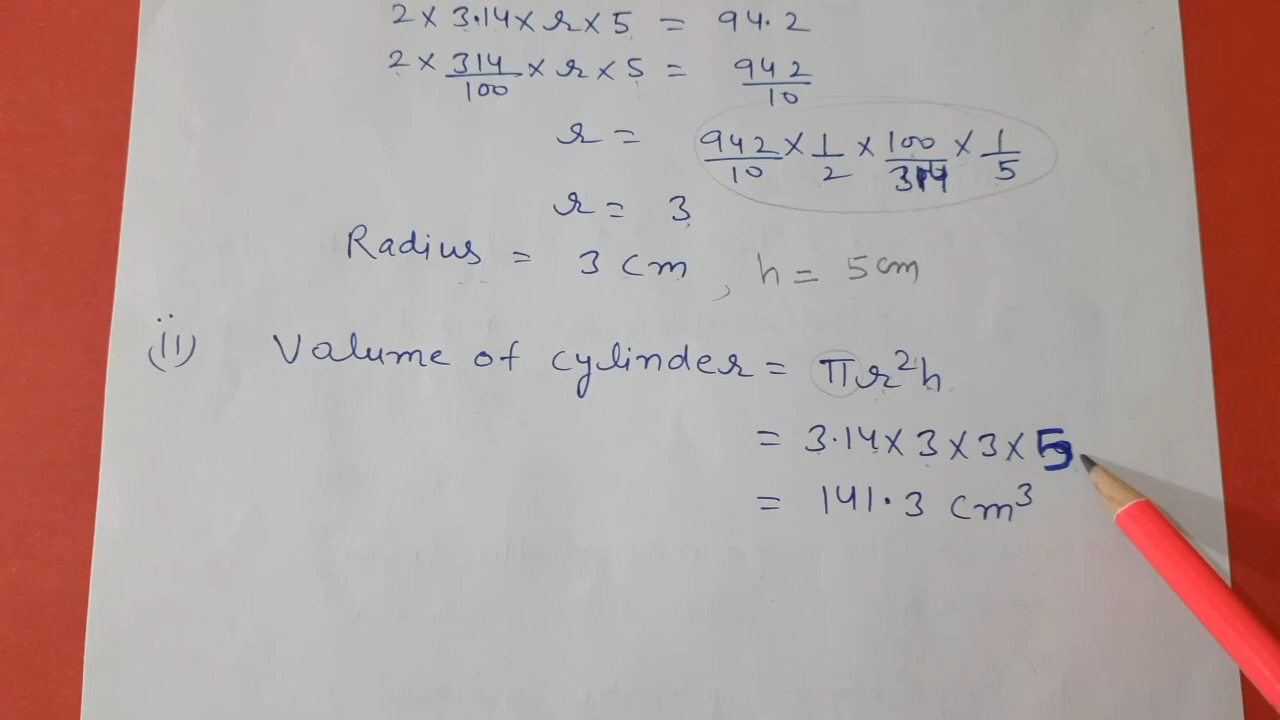 2 × 3.14 × r × 5 = 94.2
2 × 314/100 × r × 5 = 942/10
r = 942/10 × 1/2 × 100/314 × 1/5
r = 3
Radius = 3 cm, h = 5 cm
(ii) Valume of cylinder = πr²h
= 3.14 × 3 × 3 × 5
= 141.3 cm³